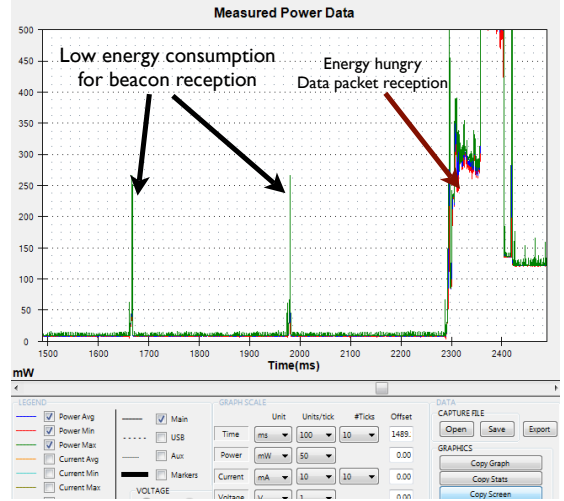 Measured Power Data
500
450
400
350
300
250
200
150
100
50
0
Low energy consumption
for beacon reception
Energy hungry
Data packet reception
1500 1600 1700 1800 1900 2000 2100 2200 2300 2400
Time(ms)
mW
LEGEND
Power Avg
Power Min
Power Max
Current Avg
Current Min
Current Max
Main
USB
Aux
Markers
VOLTAGE
GRAPH SCALE
Unit Units/tick #Ticks Offset
Time ms 100 10 1489.
Power mW 50 0.00
Current mA 10 10 0.00
Voltage V 1 0.00
DATA
CAPTURE FILE
Open Save Export
GRAPHICS
Copy Graph
Copy Stats
Copy Screen